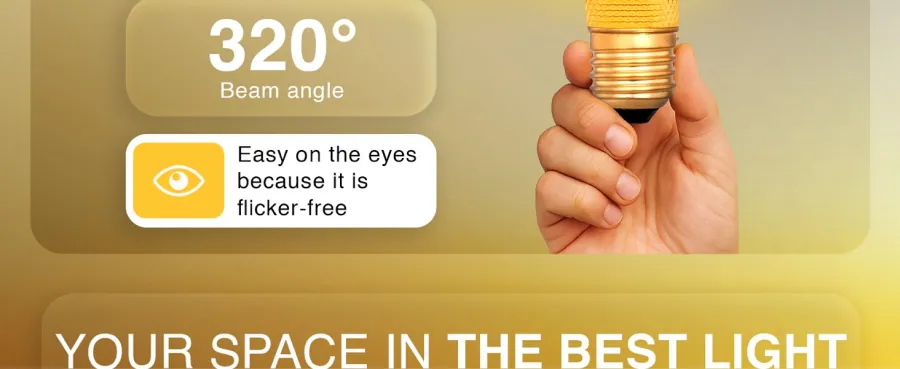 320°
Beam angle
Easy on the eyes
because it is
flicker-free
YOUR SPACE IN THE BEST LIGHT